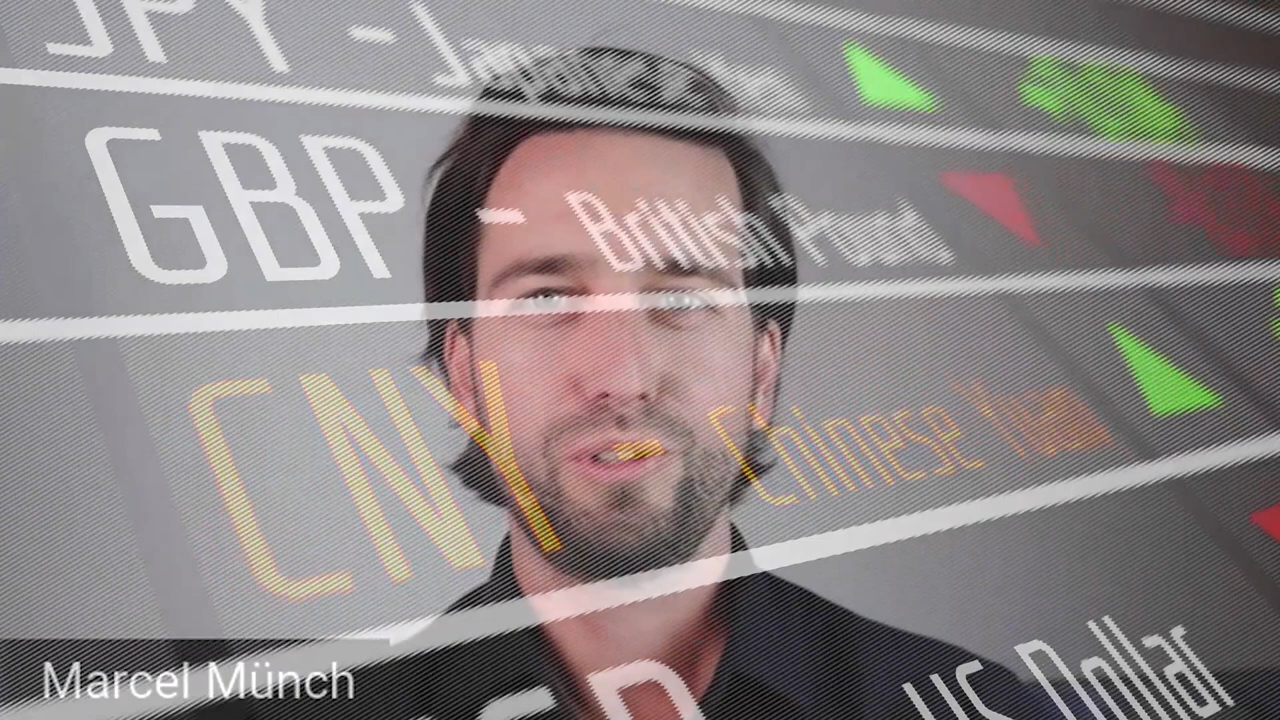 JPY - Japanese Yen
GBP - British Pound
CNY Chinese Yuan
US Dollar
Marcel Münch